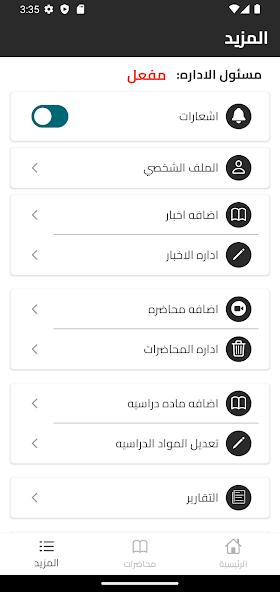 3:35
المزيد
مسئول الاداره: مفعل
اشعارات
الملف الشخصي
اضافه اخبار
اداره الاخبار
اضافه محاضره
اداره المحاضرات
اضافه ماده دراسيه
تعديل المواد الدراسيه
التقارير
الرئيسية محاضرات المزيد